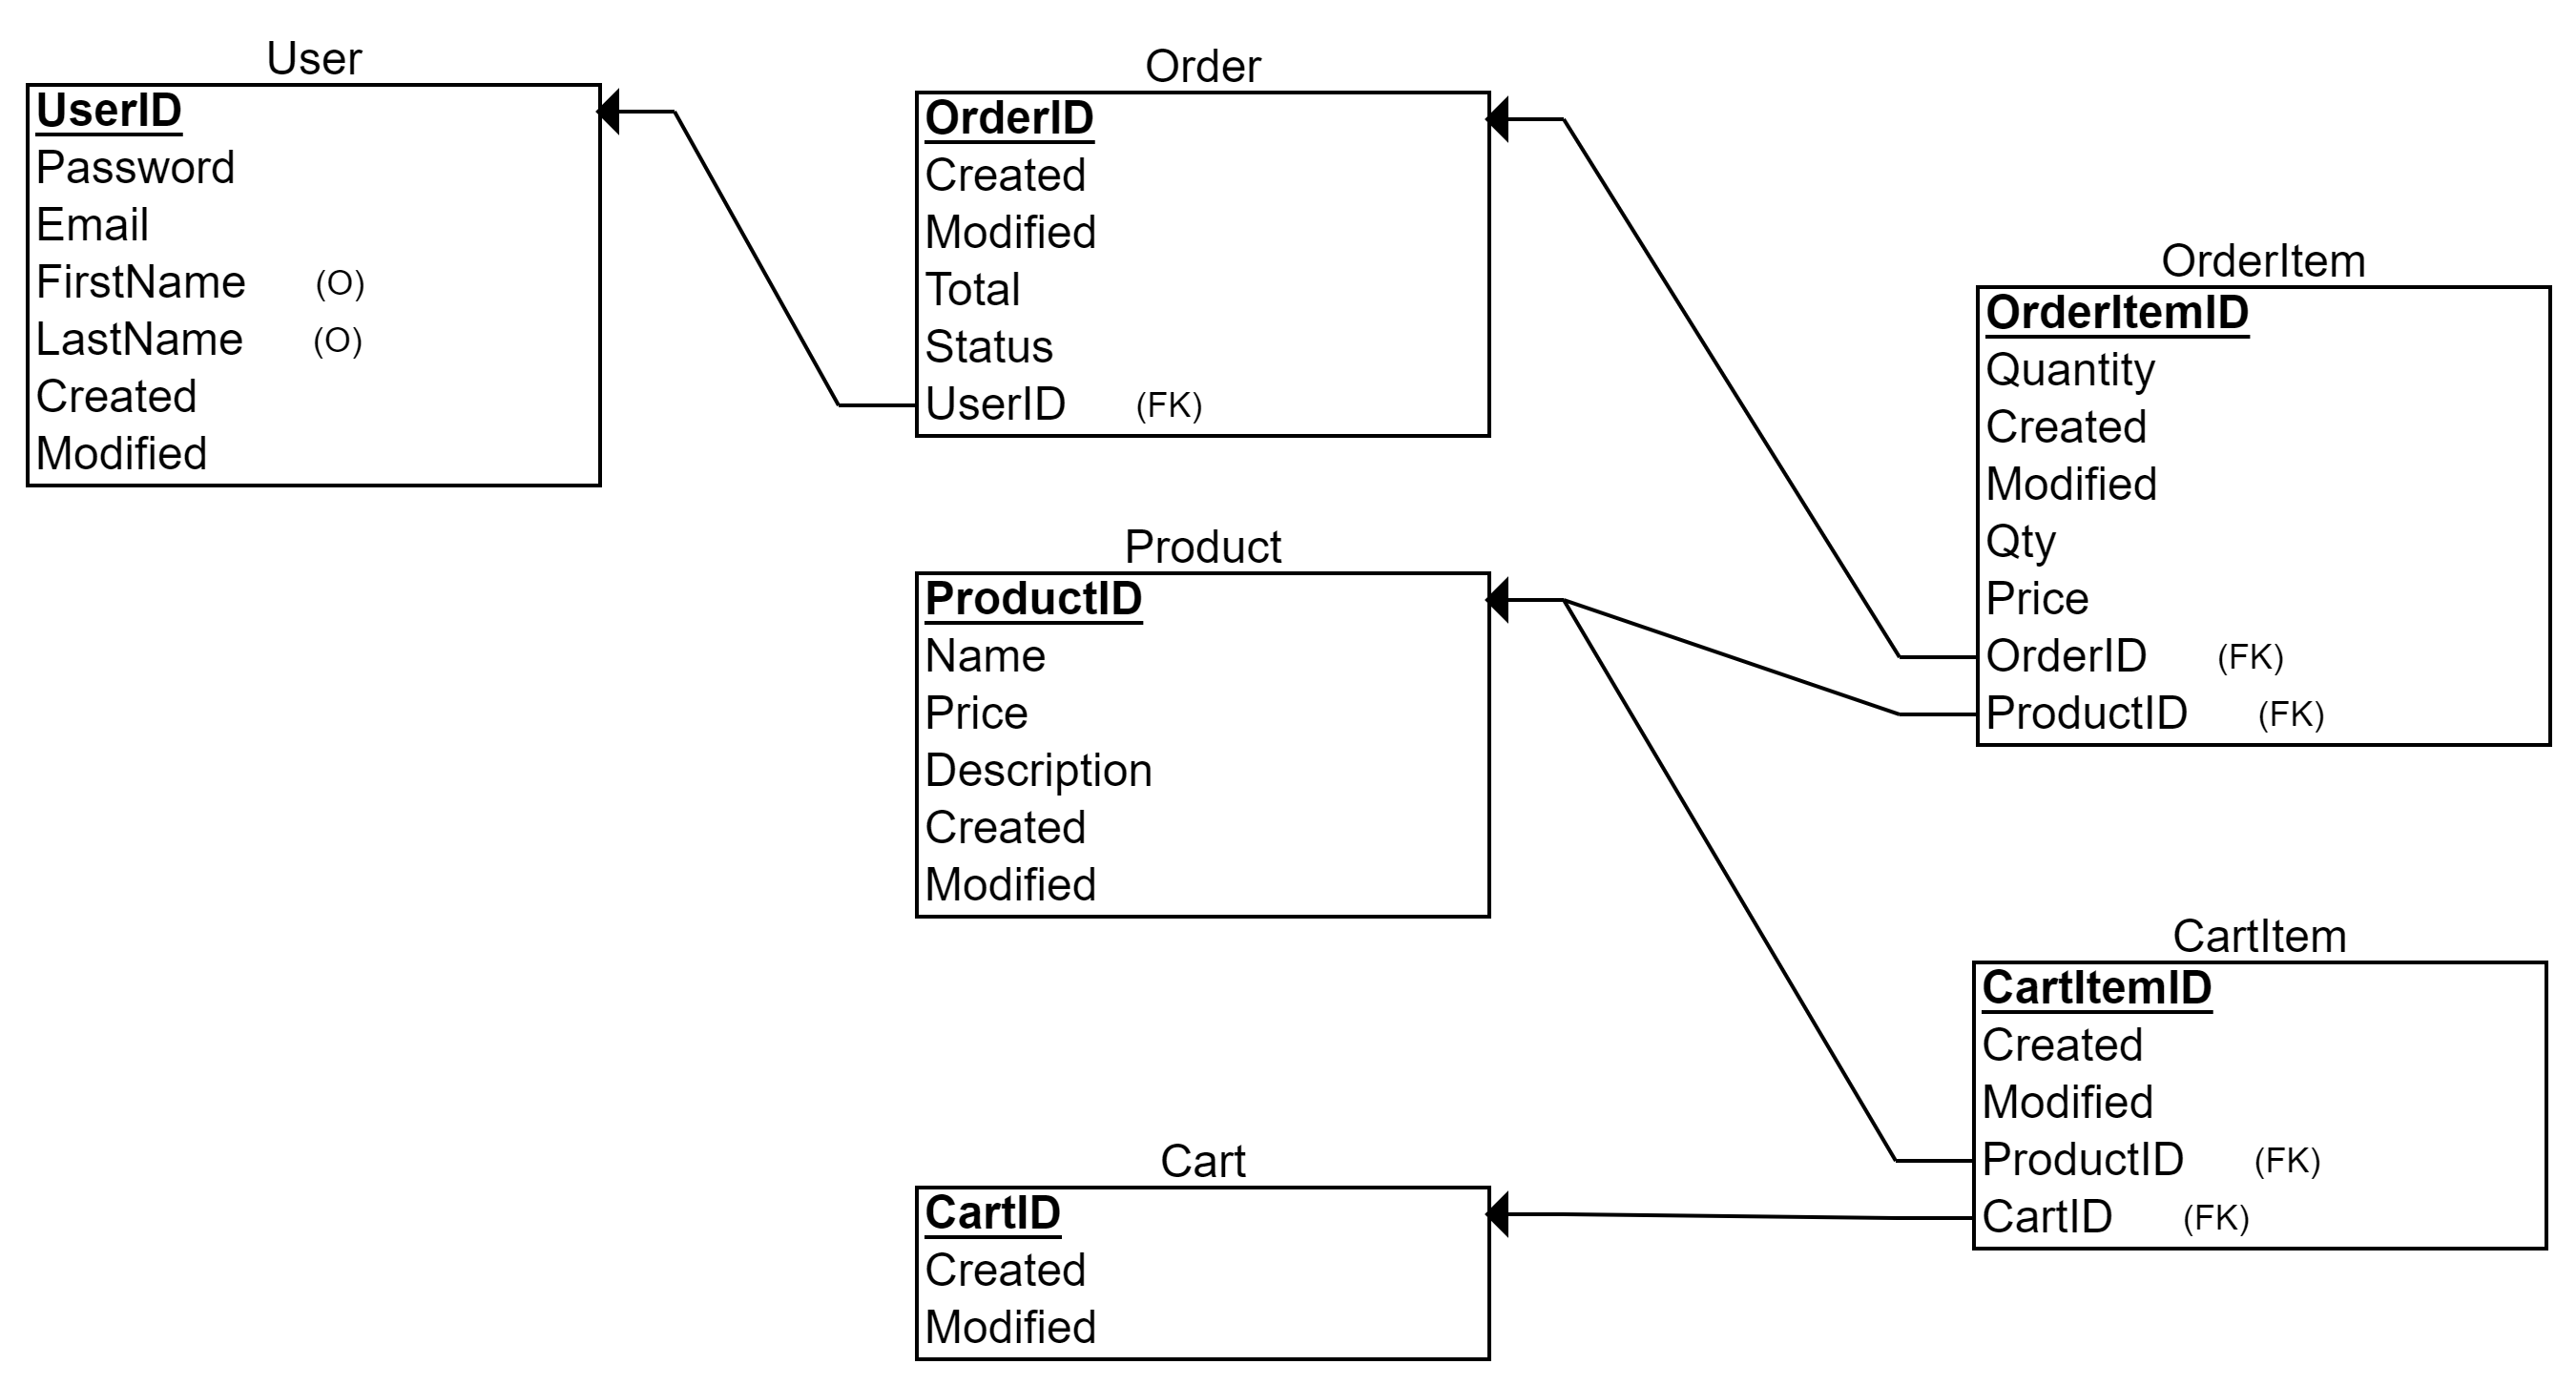 User
UserID
Password
Email
FirstName (O)
LastName (O)
Created
Modified
Order
OrderID
Created
Modified
Total
Status
UserID (FK)
Product
ProductID
Name
Price
Description
Created
Modified
Cart
CartID
Created
Modified
OrderItem
OrderItemID
Quantity
Created
Modified
Qty
Price
OrderID (FK)
ProductID (FK)
CartItem
CartItemID
Created
Modified
ProductID (FK)
CartID (FK)